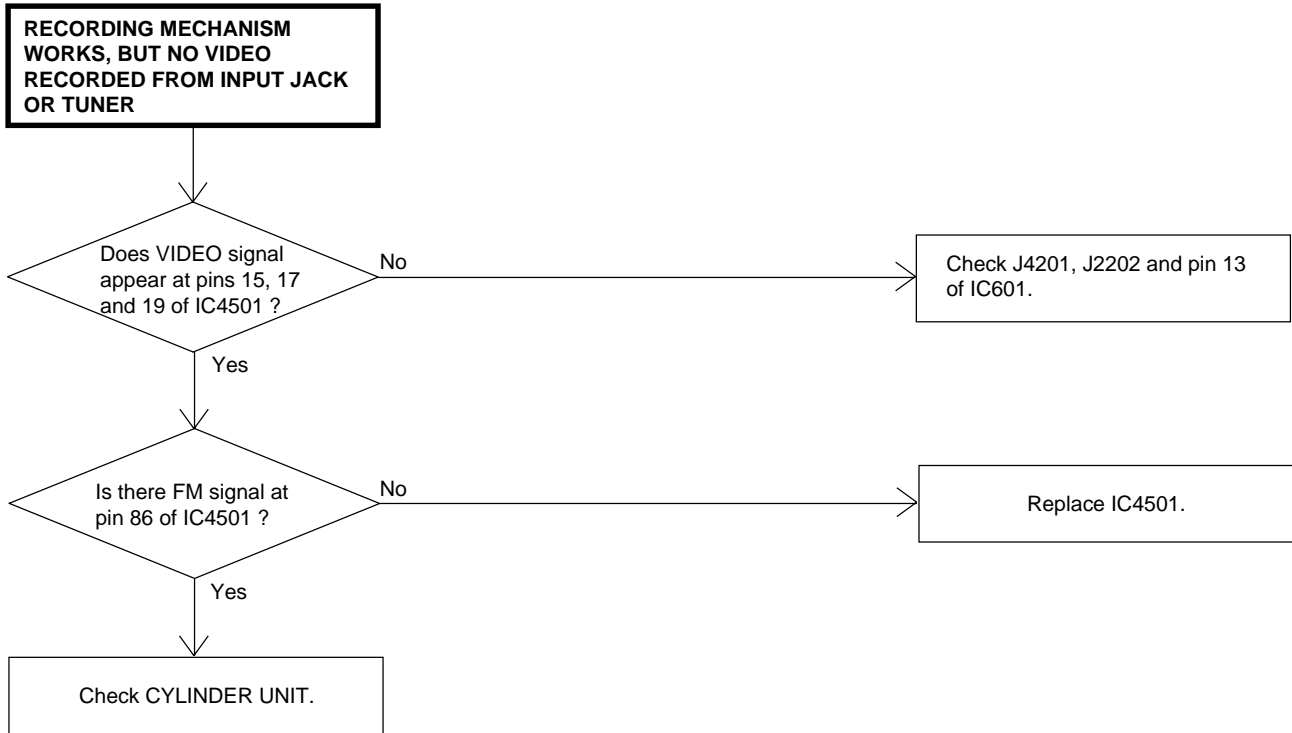 RECORDING MECHANISM
WORKS, BUT NO VIDEO
RECORDED FROM INPUT JACK
OR TUNER
Does VIDEO signal
appear at pins 15, 17
and 19 of IC4501 ?
No
Check J4201, J2202 and pin 13
of IC601.
Yes
Is there FM signal at
pin 86 of IC4501 ?
No
Replace IC4501.
Yes
Check CYLINDER UNIT.